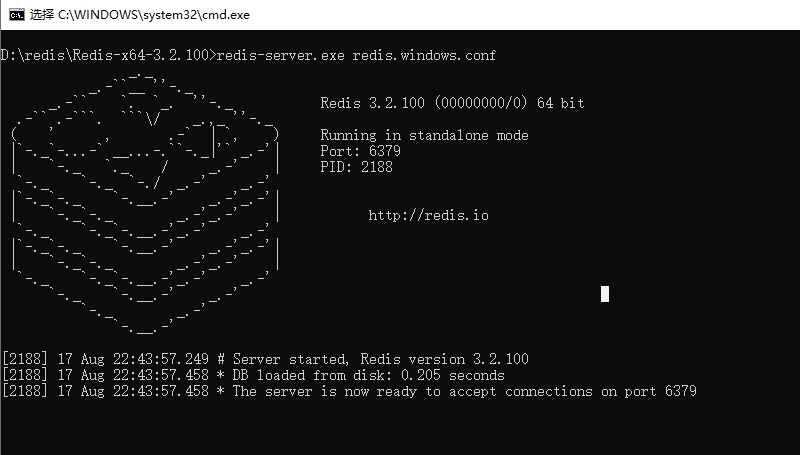 选择 C:\WINDOWS\system32\cmd.exe
D:\redis\Redis-x64-3.2.100>redis-server.exe redis.windows.conf
Redis 3.2.100 (00000000/0) 64 bit
Running in standalone mode
Port: 6379
PID: 2188
http://redis.io
[2188] 17 Aug 22:43:57.249 # Server started, Redis version 3.2.100
[2188] 17 Aug 22:43:57.458 * DB loaded from disk: 0.205 seconds
[2188] 17 Aug 22:43:57.458 * The server is now ready to accept connections on port 6379